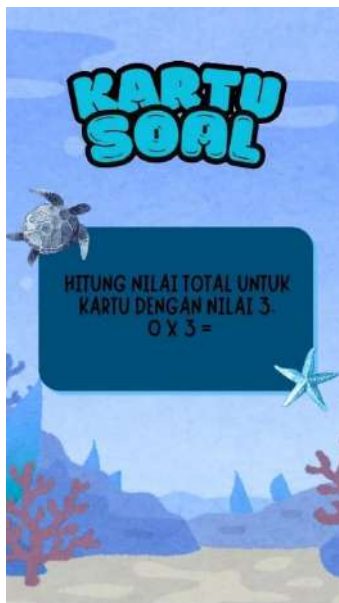 KARTU
SOAL
HITUNG NILAI TOTAL UNTUK
KARTU DENGAN NILAI 3.
0 X 3 =